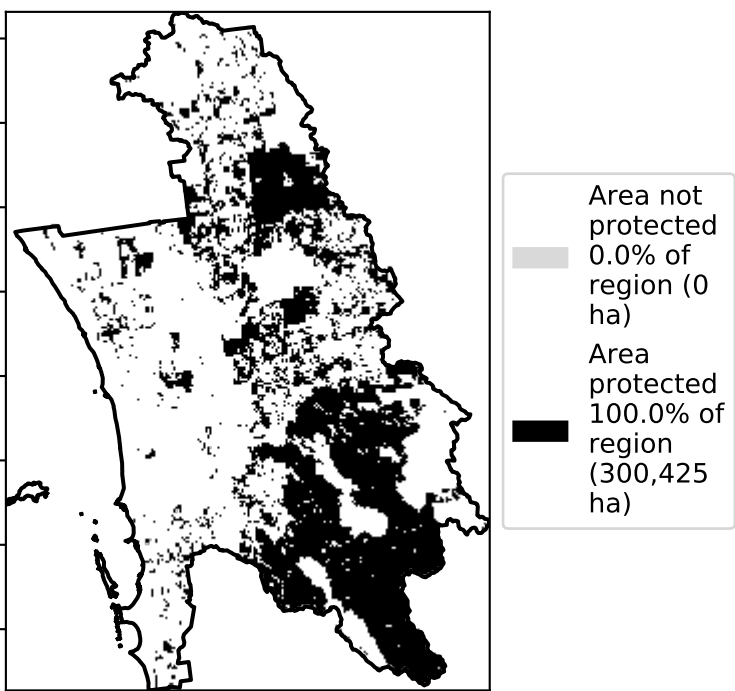 Area not
protected
0.0% of
region (0
ha)
Area
protected
100.0% of
region
(300,425
ha)